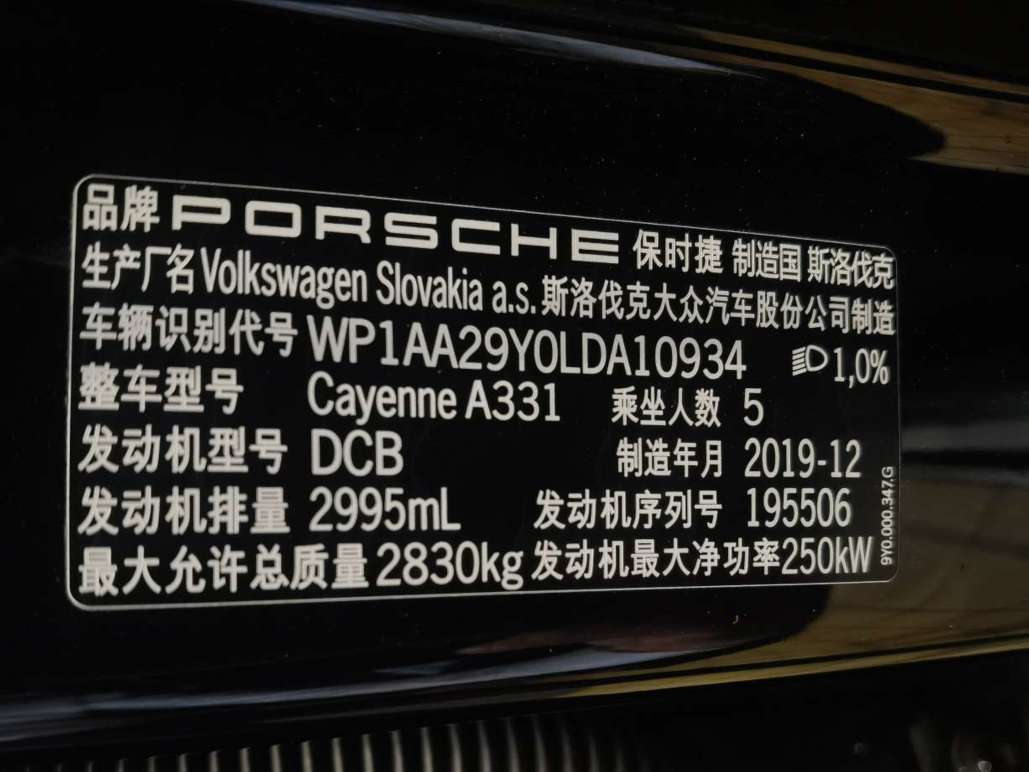 品牌 PORSCHE 保时捷 制造国 斯洛伐克
生产厂名 Volkswagen Slovakia a.s. 斯洛伐克大众汽车股份公司制造
车辆识别代号 WP1AA29Y0LDA10934 1,0%
整车型号 Cayenne A331 乘坐人数 5
发动机型号 DCB 制造年月 2019-12
发动机排量 2995mL 发动机序列号 195506
最大允许总质量 2830kg 发动机最大净功率 250kW
9Y0.000.347.G